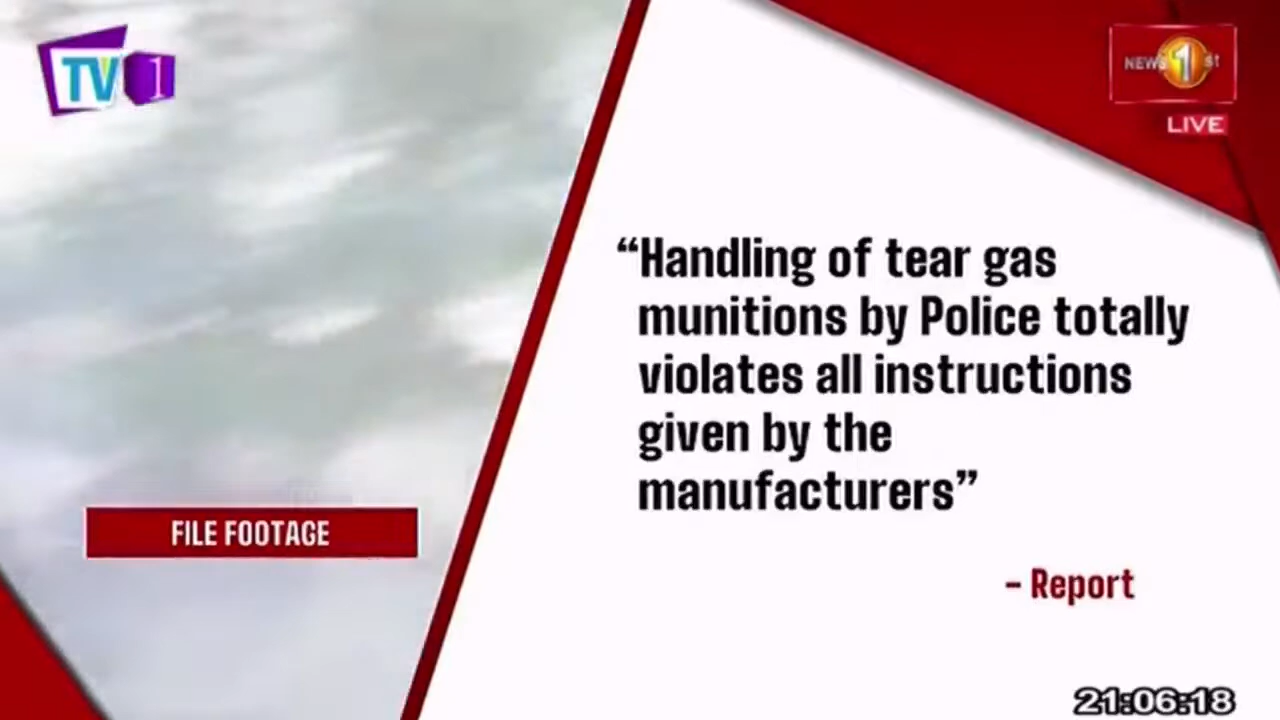 TV1
NEWS 1st
LIVE
“Handling of tear gas
munitions by Police totally
violates all instructions
given by the
manufacturers”
FILE FOOTAGE
– Report
21:06:18